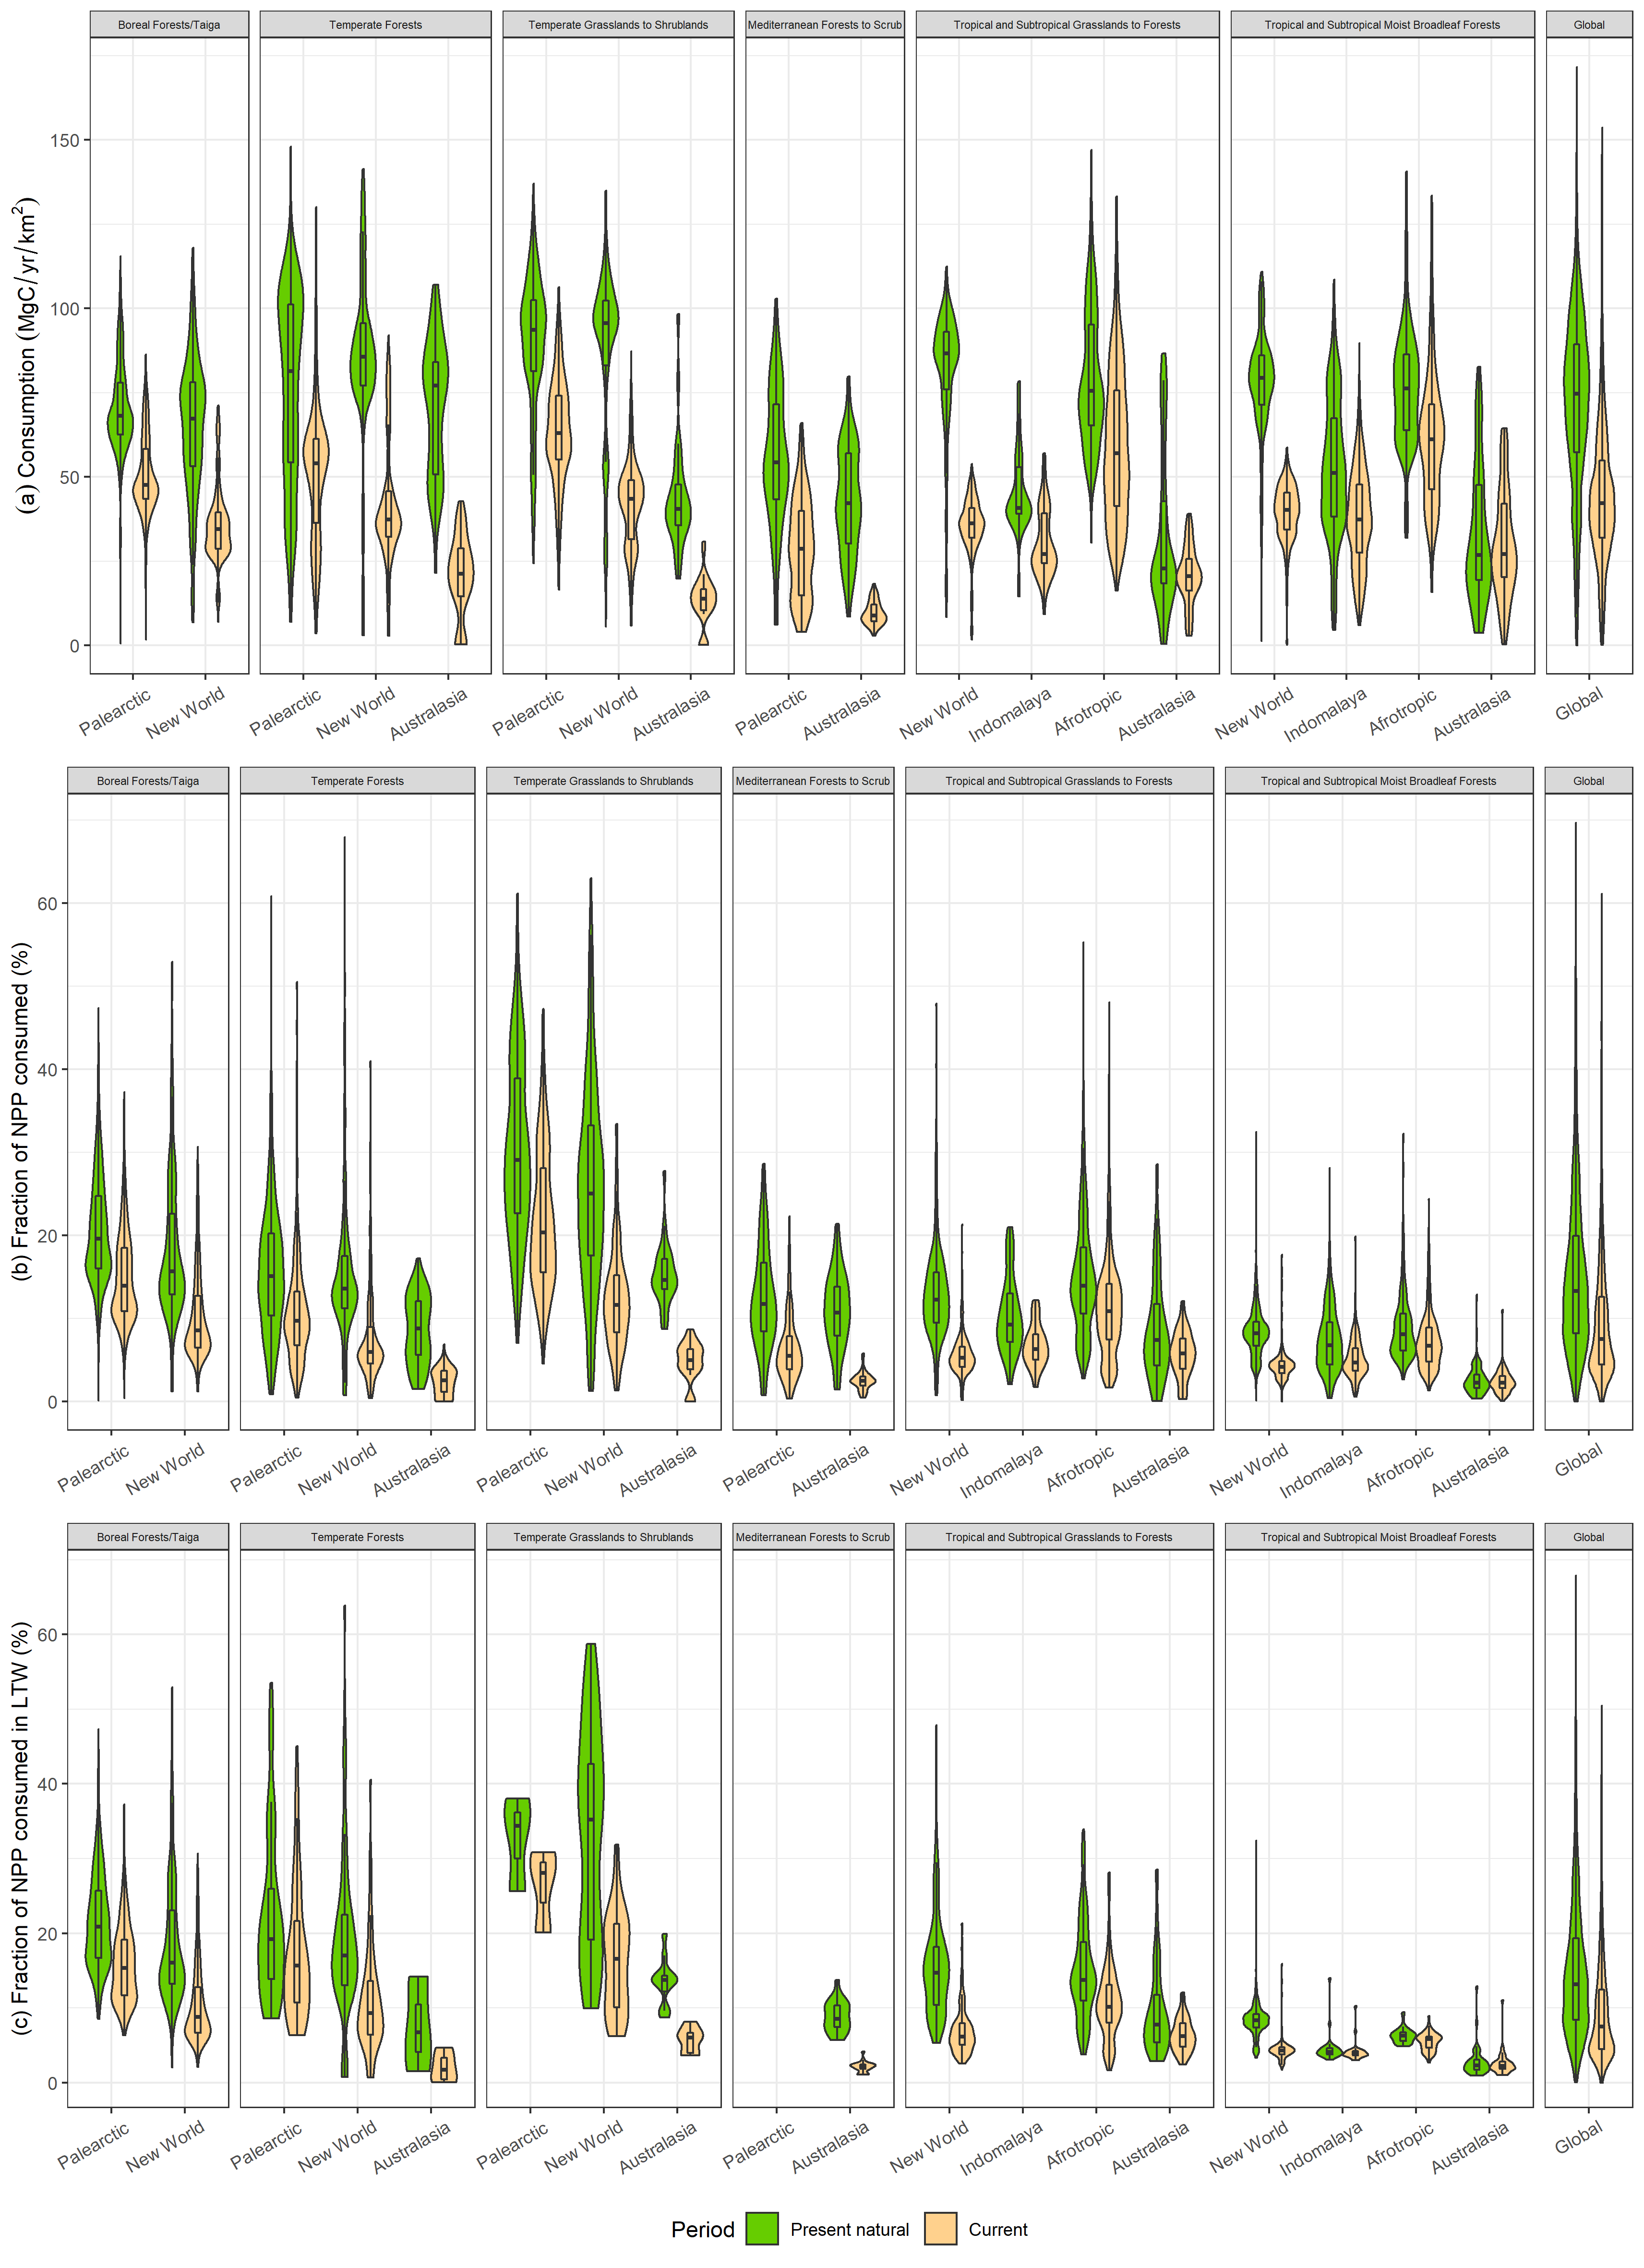 Boreal Forests/Taiga
Temperate Forests
Temperate Grasslands to Shrublands
Mediterranean Forests to Scrub
Tropical and Subtropical Grasslands to Forests
Tropical and Subtropical Moist Broadleaf Forests
Global
(a) Consumption (MgC/yr/km²)
150
100
50
0
Palearctic
New World
Palearctic
New World
Australasia
Palearctic
New World
Australasia
Palearctic
Australasia
New World
Indomalaya
Afrotropic
Australasia
New World
Indomalaya
Afrotropic
Australasia
Global
Boreal Forests/Taiga
Temperate Forests
Temperate Grasslands to Shrublands
Mediterranean Forests to Scrub
Tropical and Subtropical Grasslands to Forests
Tropical and Subtropical Moist Broadleaf Forests
Global
(b) Fraction of NPP consumed (%)
60
40
20
0
Palearctic
New World
Palearctic
New World
Australasia
Palearctic
New World
Australasia
Palearctic
Australasia
New World
Indomalaya
Afrotropic
Australasia
New World
Indomalaya
Afrotropic
Australasia
Global
Boreal Forests/Taiga
Temperate Forests
Temperate Grasslands to Shrublands
Mediterranean Forests to Scrub
Tropical and Subtropical Grasslands to Forests
Tropical and Subtropical Moist Broadleaf Forests
Global
(c) Fraction of NPP consumed in LTW (%)
60
40
20
0
Palearctic
New World
Palearctic
New World
Australasia
Palearctic
New World
Australasia
Palearctic
Australasia
New World
Indomalaya
Afrotropic
Australasia
New World
Indomalaya
Afrotropic
Australasia
Global
Period Present natural Current